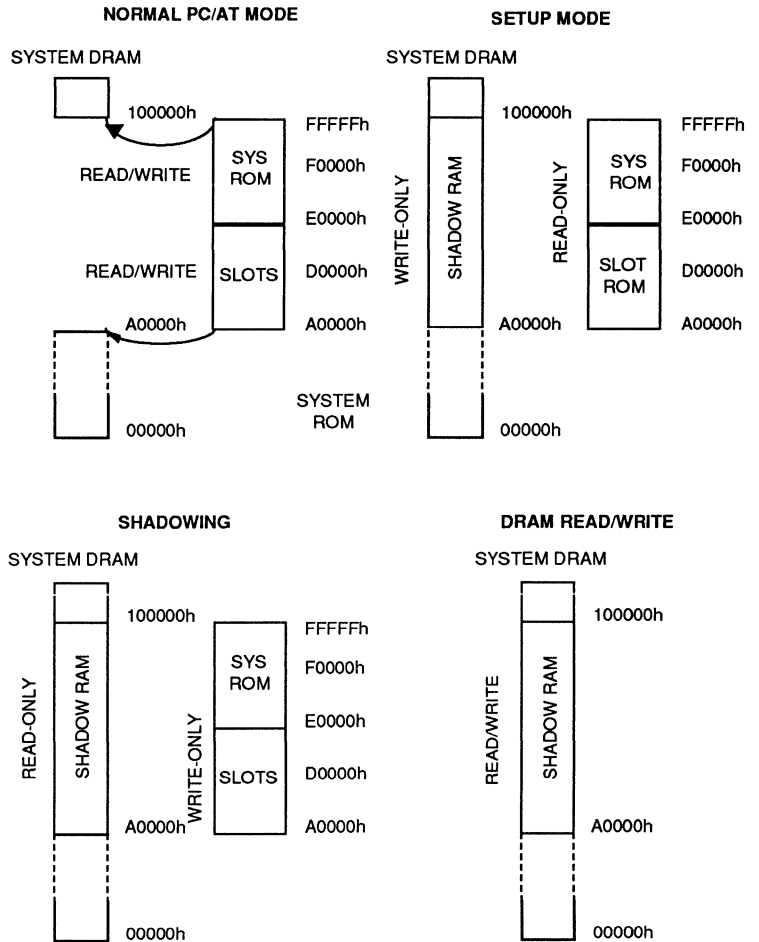 NORMAL PC/AT MODE
SYSTEM DRAM
100000h
READ/WRITE
READ/WRITE
A0000h
00000h
SYS
ROM
SLOTS
FFFFFh
F0000h
E0000h
D0000h
A0000h
SYSTEM
ROM
SETUP MODE
SYSTEM DRAM
WRITE-ONLY
SHADOW RAM
100000h
A0000h
00000h
READ-ONLY
SYS
ROM
SLOT
ROM
FFFFFh
F0000h
E0000h
D0000h
A0000h
SHADOWING
SYSTEM DRAM
READ-ONLY
SHADOW RAM
100000h
A0000h
00000h
WRITE-ONLY
SYS
ROM
SLOTS
FFFFFh
F0000h
E0000h
D0000h
A0000h
DRAM READ/WRITE
SYSTEM DRAM
READ/WRITE
SHADOW RAM
100000h
A0000h
00000h